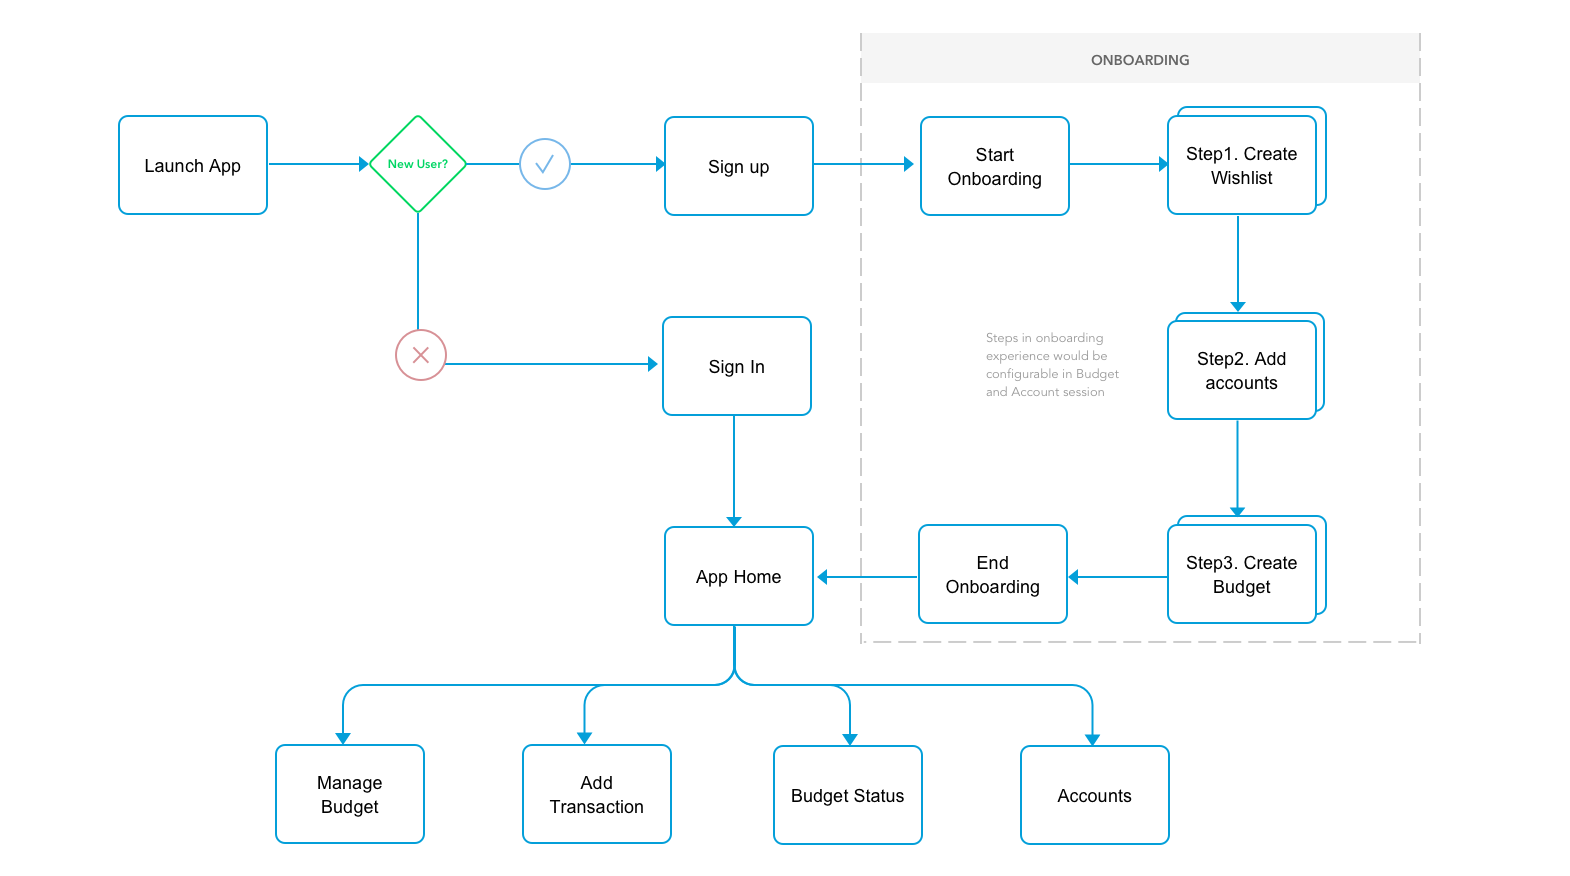 ONBOARDING
Launch App
New User?
Sign up
Start
Onboarding
Step1. Create
Wishlist
Sign In
Steps in onboarding
experience would be
configurable in Budget
and Account session
Step2. Add
accounts
App Home
End
Onboarding
Step3. Create
Budget
Manage
Budget
Add
Transaction
Budget Status
Accounts